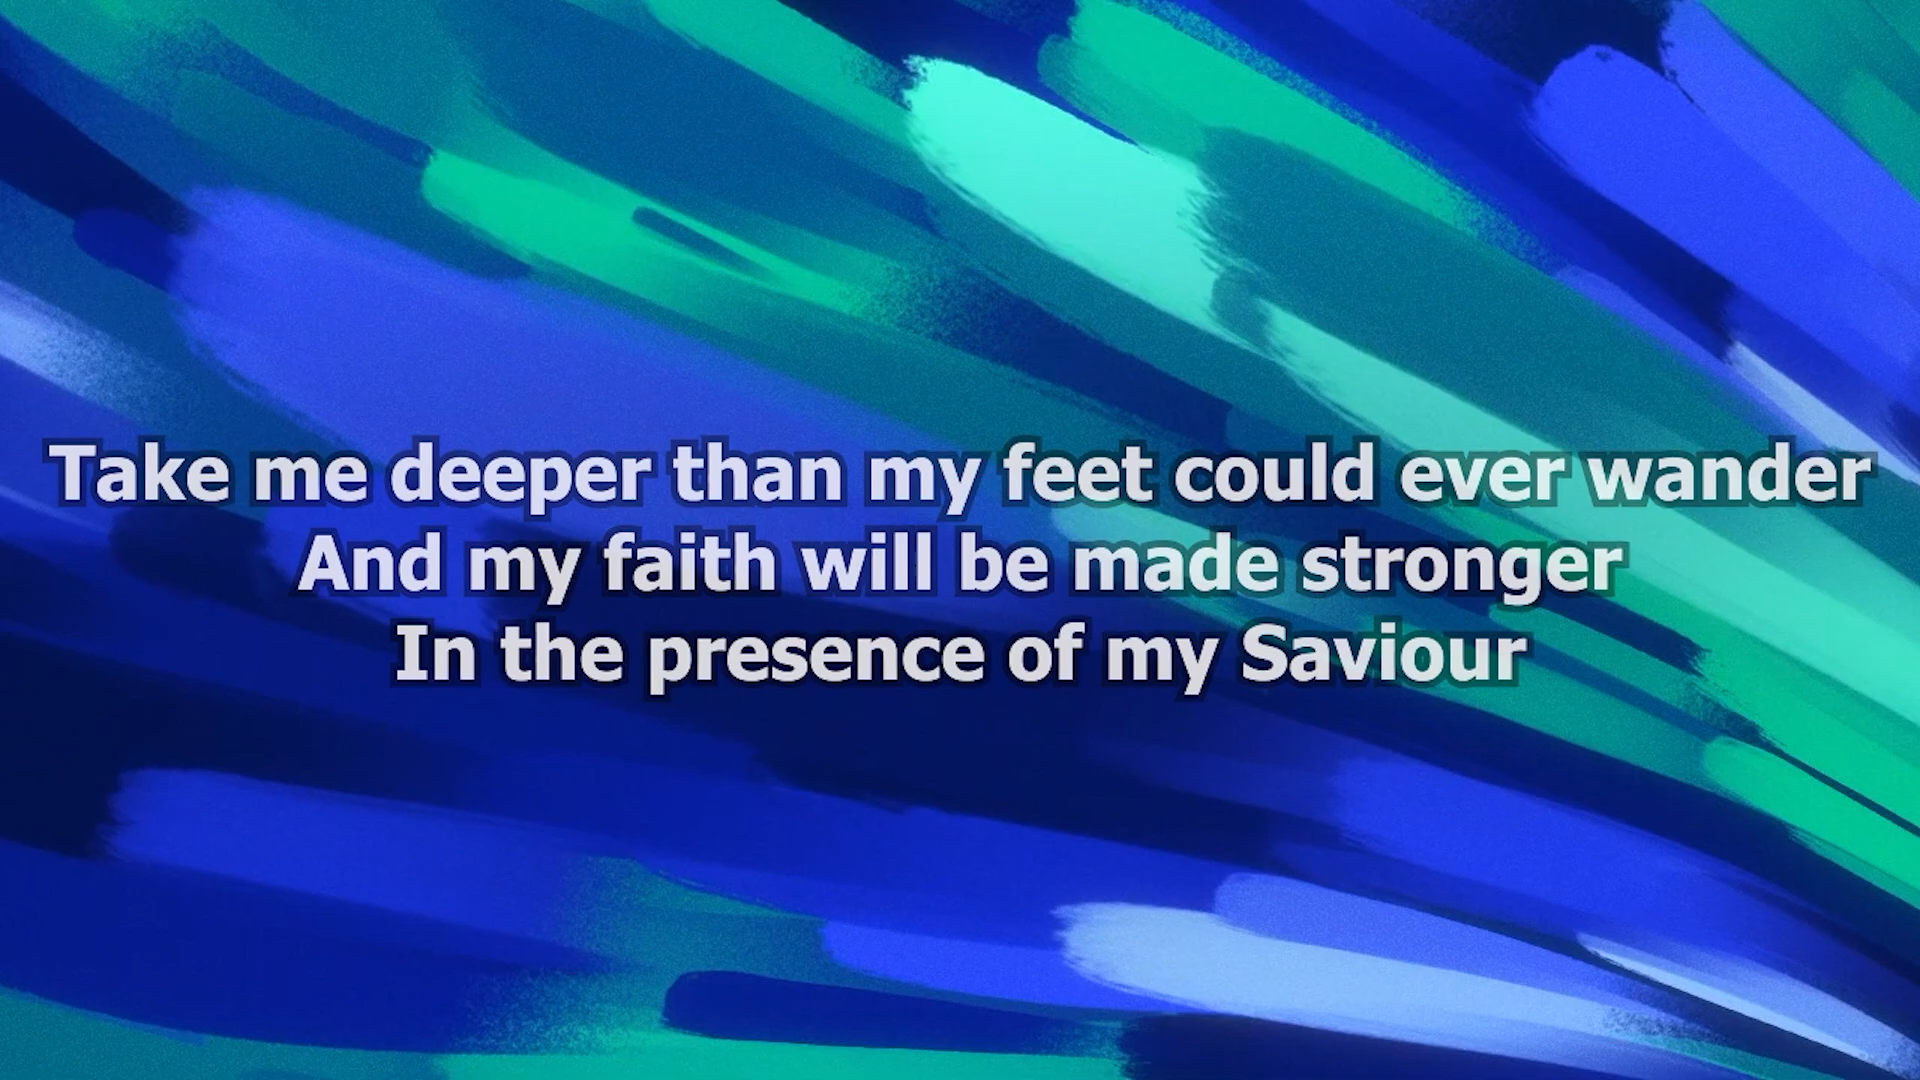 Take me deeper than my feet could ever wander
And my faith will be made stronger
In the presence of my Saviour